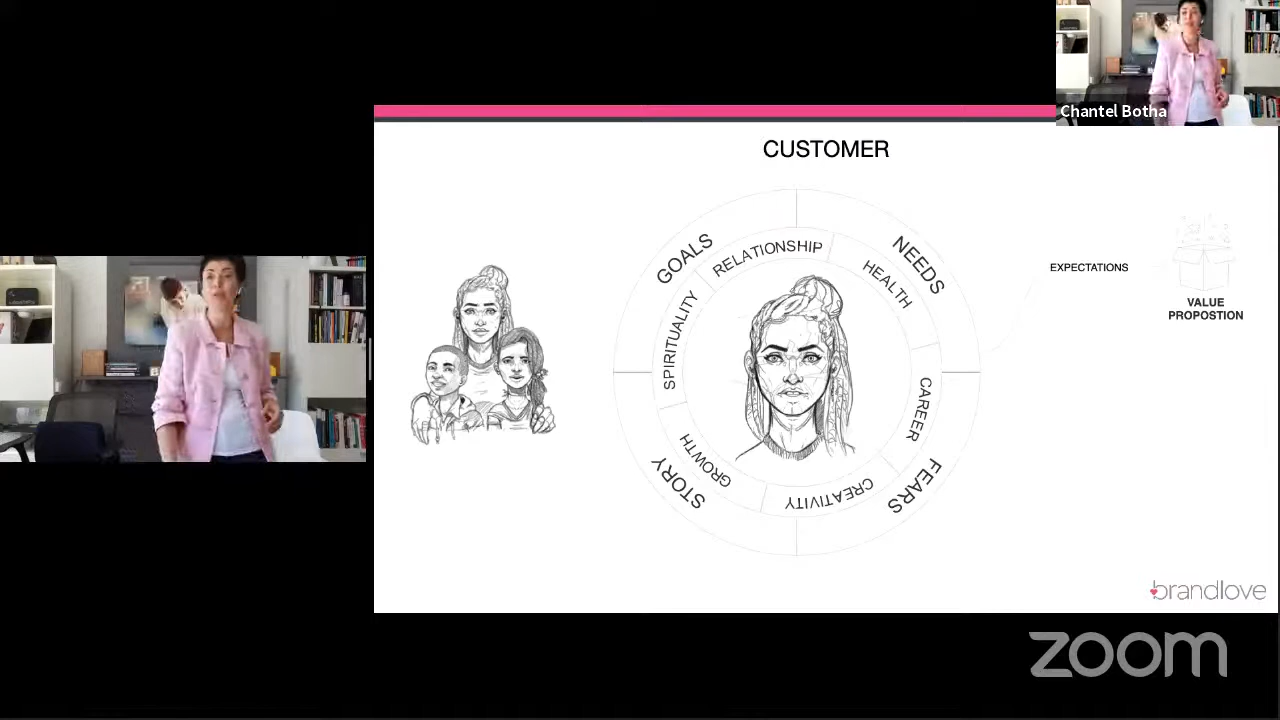 Chantel Botha
CUSTOMER
GOALS
NEEDS
FEARS
STORY
RELATIONSHIP
HEALTH
CAREER
CREATIVITY
GROWTH
SPIRITUALITY
EXPECTATIONS
VALUE
PROPOSTION
brandlove
zoom